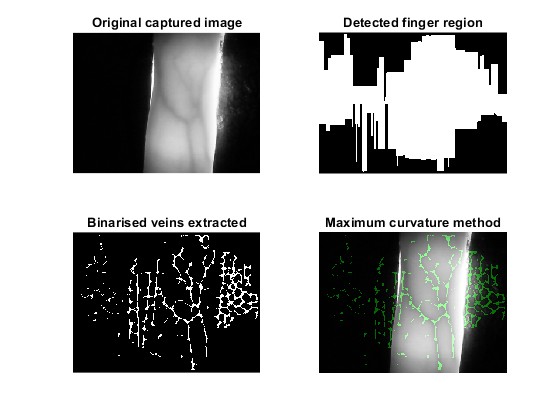 Original captured image
Detected finger region
Binarised veins extracted
Maximum curvature method